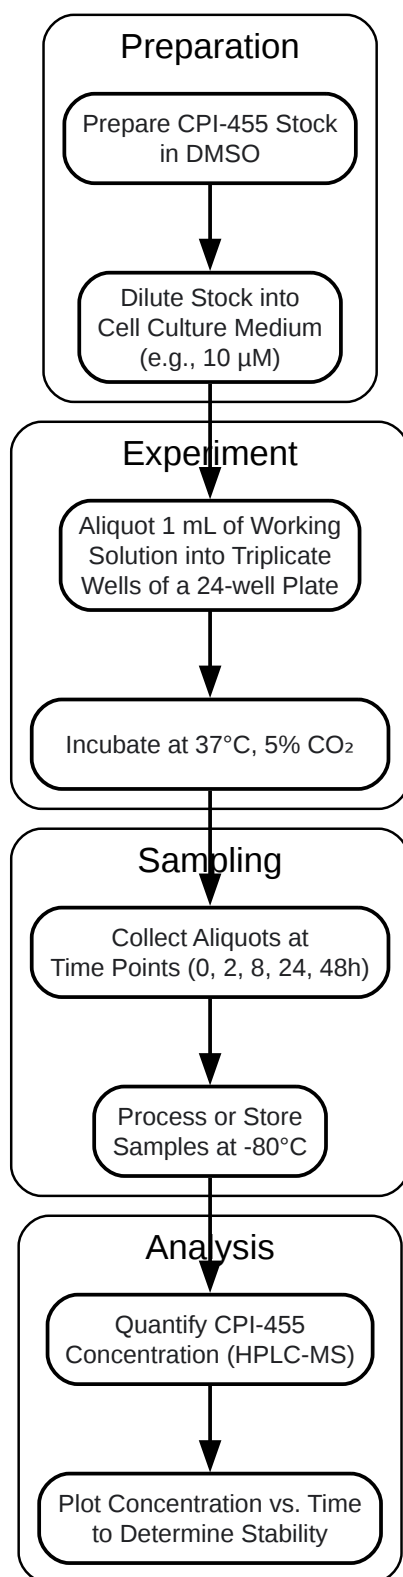 Preparation
Prepare CPI-455 Stock
in DMSO
Dilute Stock into
Cell Culture Medium
(e.g., 10 µM)
Experiment
Aliquot 1 mL of Working
Solution into Triplicate
Wells of a 24-well Plate
Incubate at 37°C, 5% CO₂
Sampling
Collect Aliquots at
Time Points (0, 2, 8, 24, 48h)
Process or Store
Samples at -80°C
Analysis
Quantify CPI-455
Concentration (HPLC-MS)
Plot Concentration vs. Time
to Determine Stability